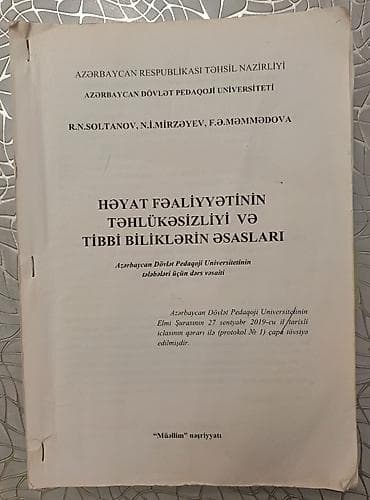 AZƏRBAYCAN RESPUBLİKASI TƏHSİL NAZİRLİYİ
AZƏRBAYCAN DÖVLƏT PEDAQOJİ UNİVERSİTETİ
R.N.SOLTANOV, N.İ.MİRZƏYEV, F.Ə.MƏMMƏDOVA
HƏYAT FƏALİYYƏTİNİN
TƏHLÜKƏSİZLİYİ VƏ
TİBBİ BİLİKLƏRİN ƏSASLARI
Azərbaycan Dövlət Pedaqoji Universitetinin
tələbələri üçün dərs vəsaiti
Azərbaycan Dövlət Pedaqoji Universitetinin
Elmi Şurasının 27 sentyabr 2019-cu il tarixli
iclasının qərarı ilə (protokol № 1) çapa tövsiyə
edilmişdir.
"Müəllim" nəşriyyatı